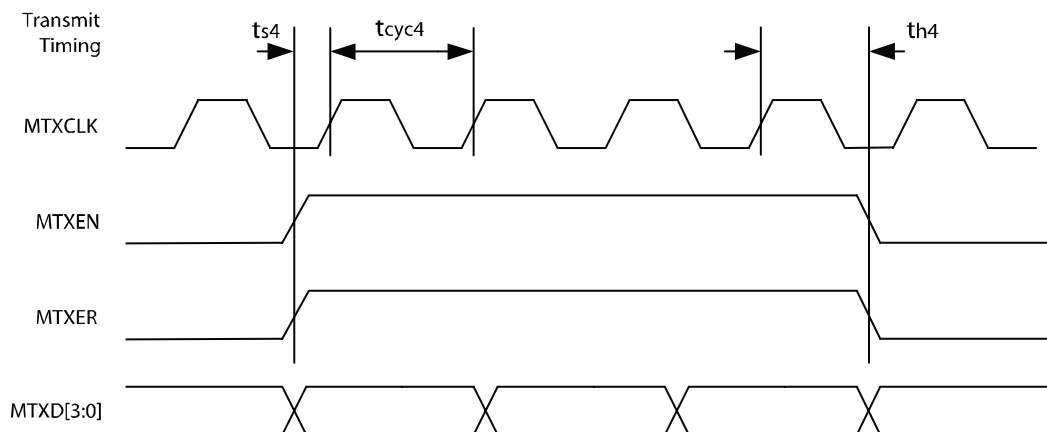 Transmit
Timing
ts4
tcyc4
th4
MTXCLK
MTXEN
MTXER
MTXD[3:0]